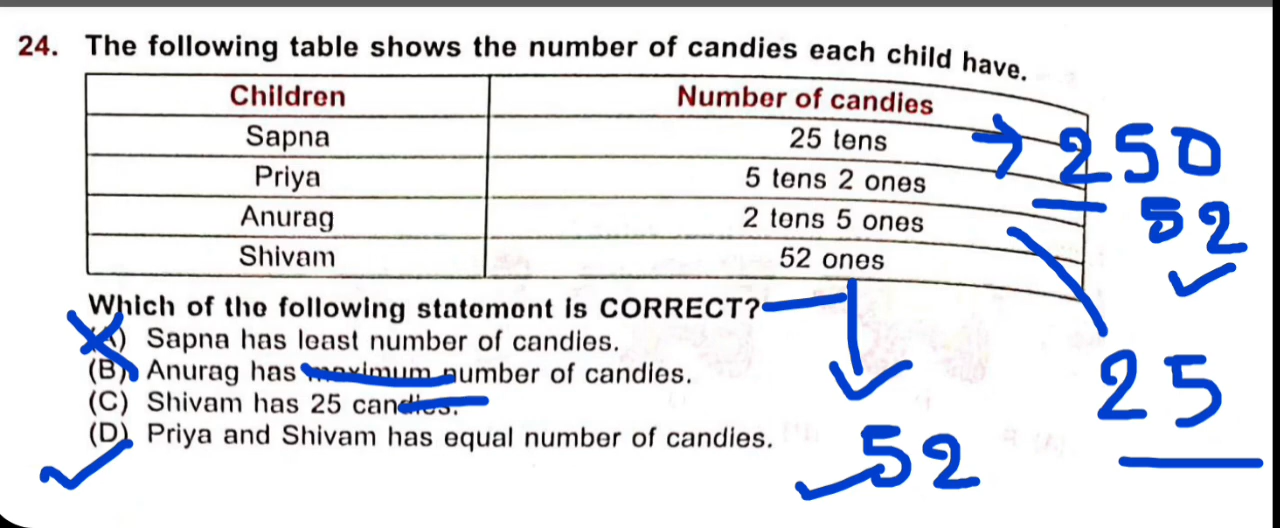 24. The following table shows the number of candies each child have.
Children Number of candies
Sapna 25 tens
250
Priya 5 tens 2 ones
52
Anurag 2 tens 5 ones
Shivam 52 ones
Which of the following statement is CORRECT?
(A) Sapna has least number of candies.
(B) Anurag has maximum number of candies.
(C) Shivam has 25 candies.
(D) Priya and Shivam has equal number of candies.
25
52